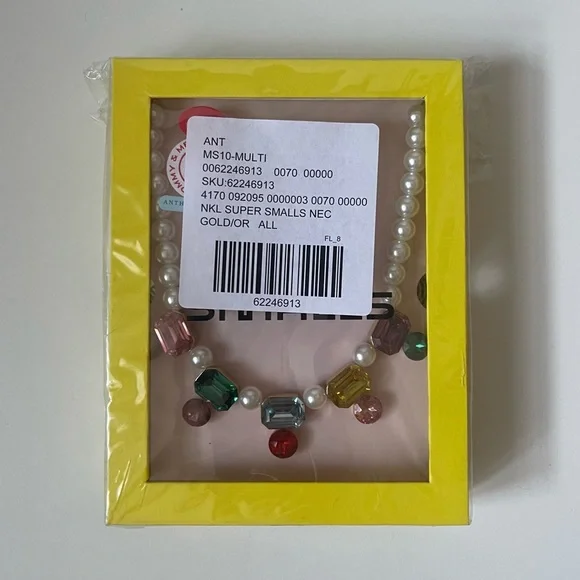 ANT
MS10-MULTI
0062246913 0070 00000
SKU:62246913
4170 092095 0000003 0070 00000
NKL SUPER SMALLS NEC
GOLD/OR ALL
FL_8
62246913